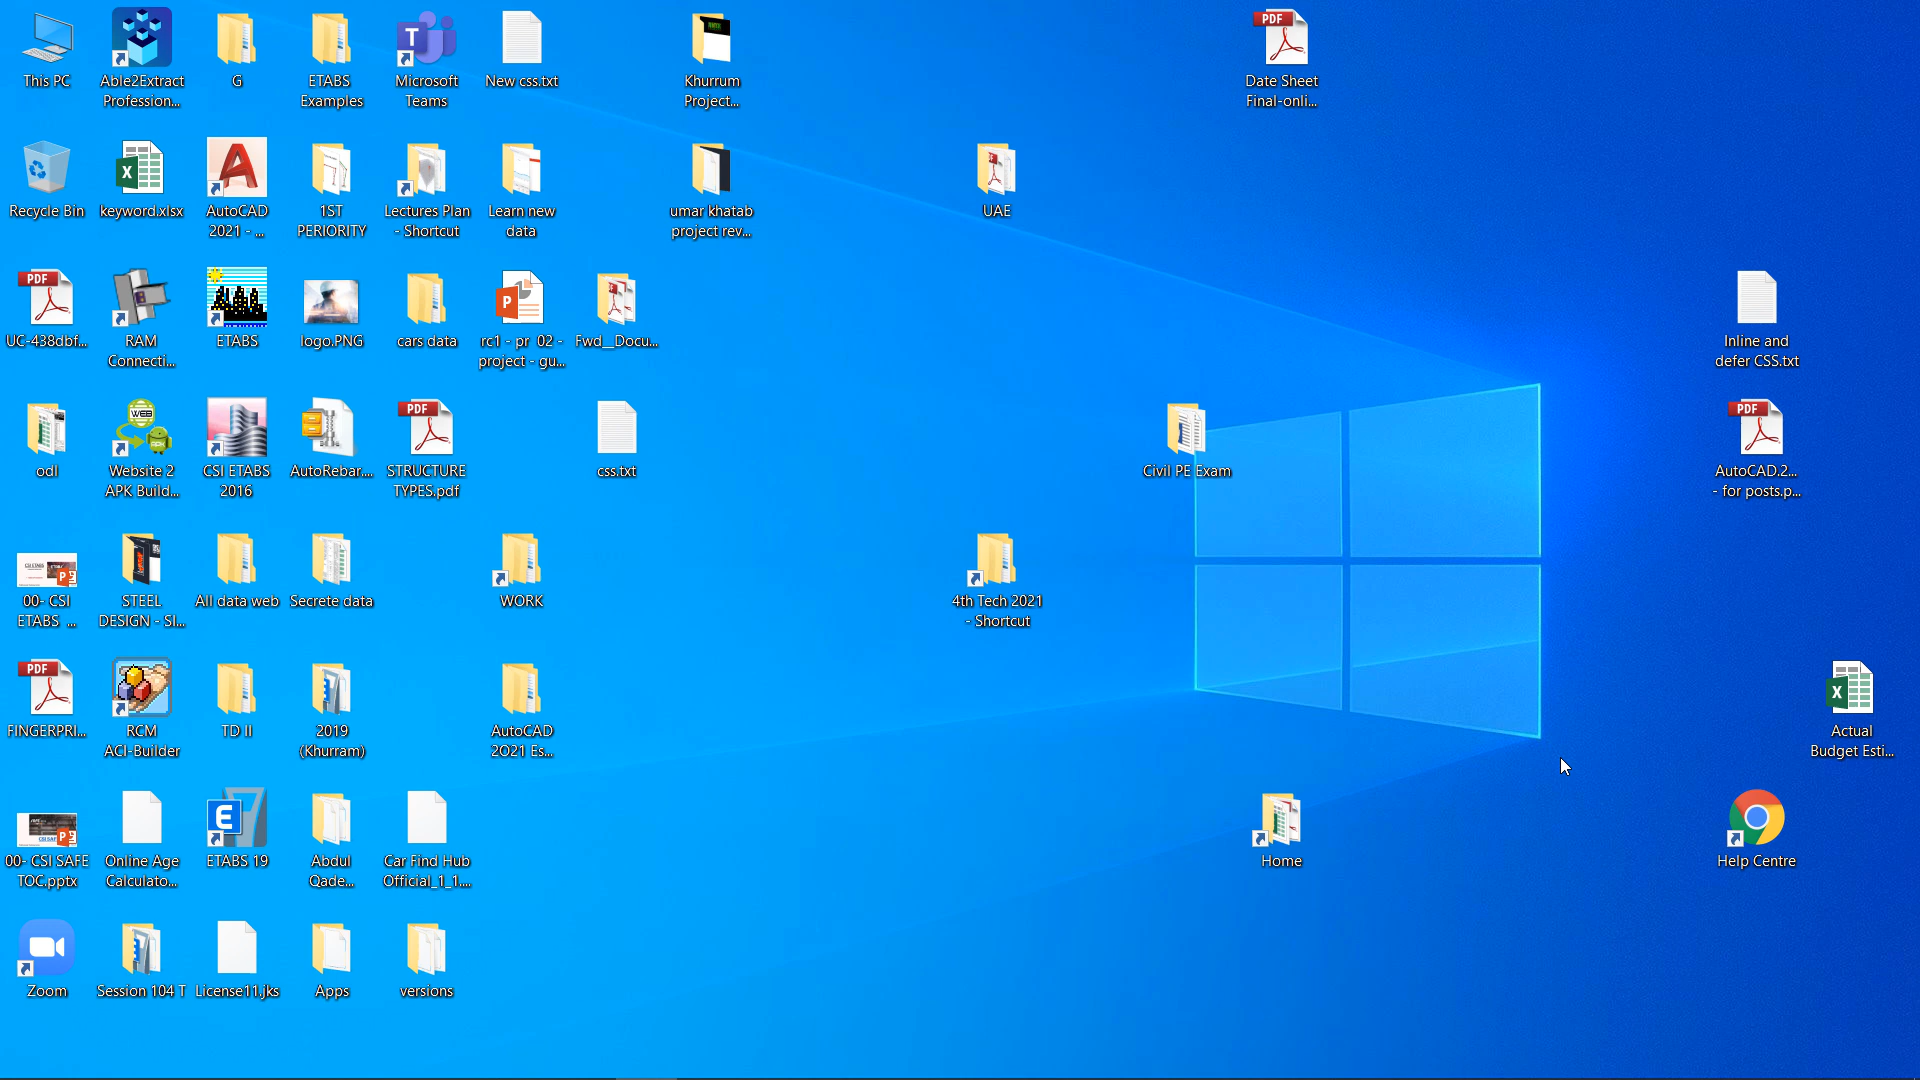 This PC
Able2Extract
Profession...
G
ETABS
Examples
Microsoft
Teams
New css.txt
Khurrum
Project...
Date Sheet
Final-onli...
Recycle Bin
keyword.xlsx
AutoCAD
2021 - ...
1ST
PERIORITY
Lectures Plan
- Shortcut
Learn new
data
umar khatab
project rev...
UAE
UC-438dbf...
RAM
Connecti...
ETABS
logo.PNG
cars data
rc1 - pr 02 -
project - gu...
Fwd__Docu...
Inline and
defer CSS.txt
odl
Website 2
APK Build...
CSI ETABS
2016
AutoRebar....
STRUCTURE
TYPES.pdf
css.txt
Civil PE Exam
AutoCAD.2...
- for posts.p...
00- CSI
ETABS ...
STEEL
DESIGN - SI...
All data web
Secrete data
WORK
4th Tech 2021
- Shortcut
FINGERPRI...
RCM
ACI-Builder
TD II
2019
(Khurram)
AutoCAD
2O21 Es...
Actual
Budget Esti...
00- CSI SAFE
TOC.pptx
Online Age
Calculato...
ETABS 19
Abdul
Qade...
Car Find Hub
Official_1_1....
Home
Help Centre
Zoom
Session 104 T
License11.jks
Apps
versions